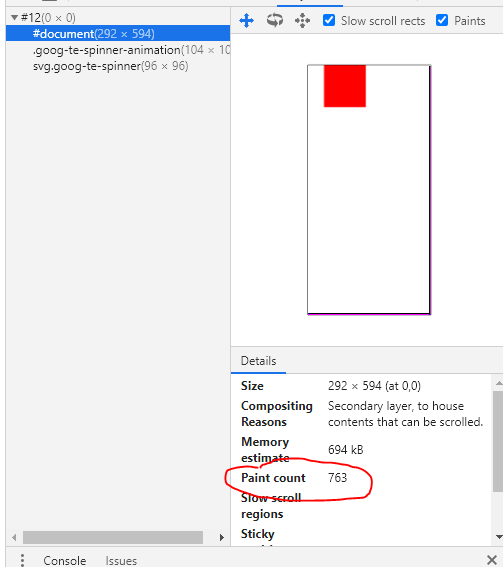 #12(0 × 0)
#document(292 × 594)
.goog-te-spinner-animation(104 × 10
svg.goog-te-spinner(96 × 96)
Slow scroll rects
Paints
Details
Size 292 × 594 (at 0,0)
Compositing Secondary layer, to house
Reasons contents that can be scrolled.
Memory
estimate 694 kB
Paint count 763
Slow scroll
regions
Sticky
Console Issues